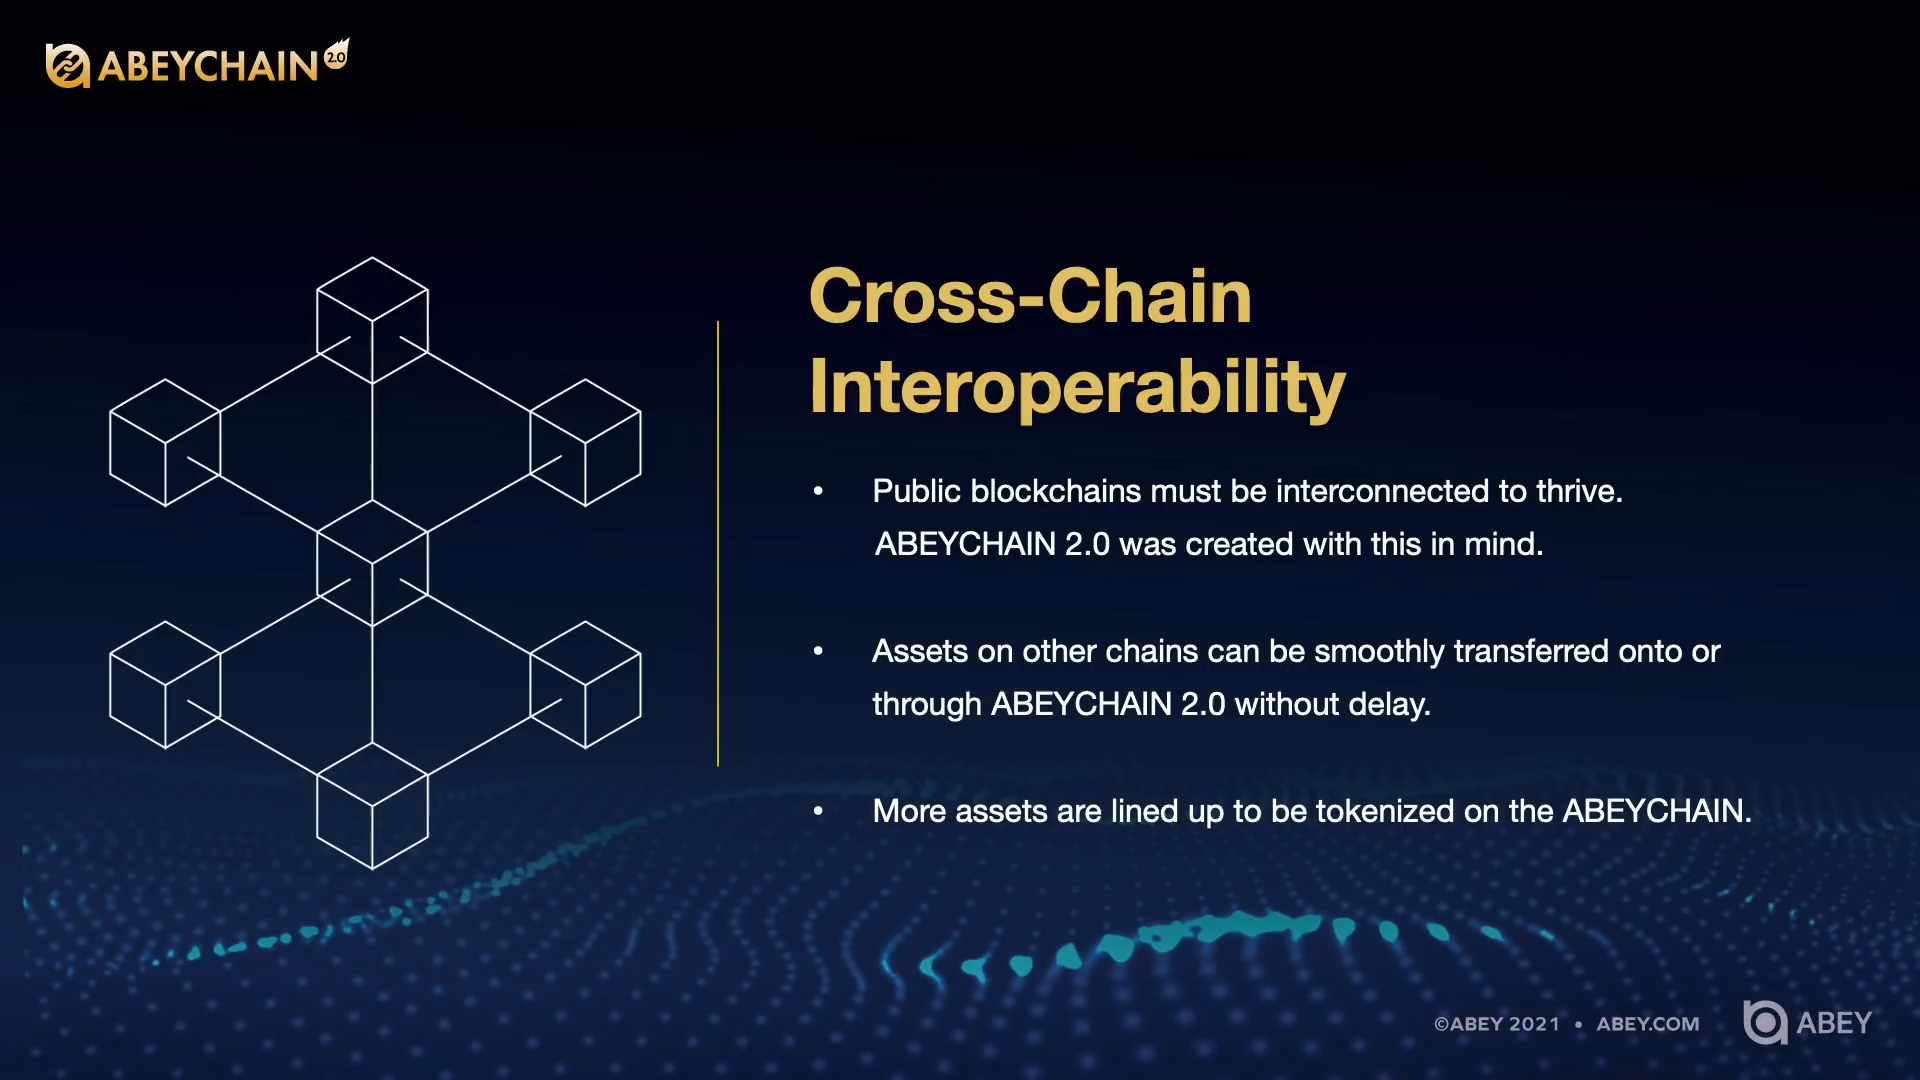 ABEYCHAIN 2.0
Cross-Chain
Interoperability
• Public blockchains must be interconnected to thrive.
ABEYCHAIN 2.0 was created with this in mind.
• Assets on other chains can be smoothly transferred onto or
through ABEYCHAIN 2.0 without delay.
• More assets are lined up to be tokenized on the ABEYCHAIN.
©ABEY 2021 • ABEY.COM ABEY